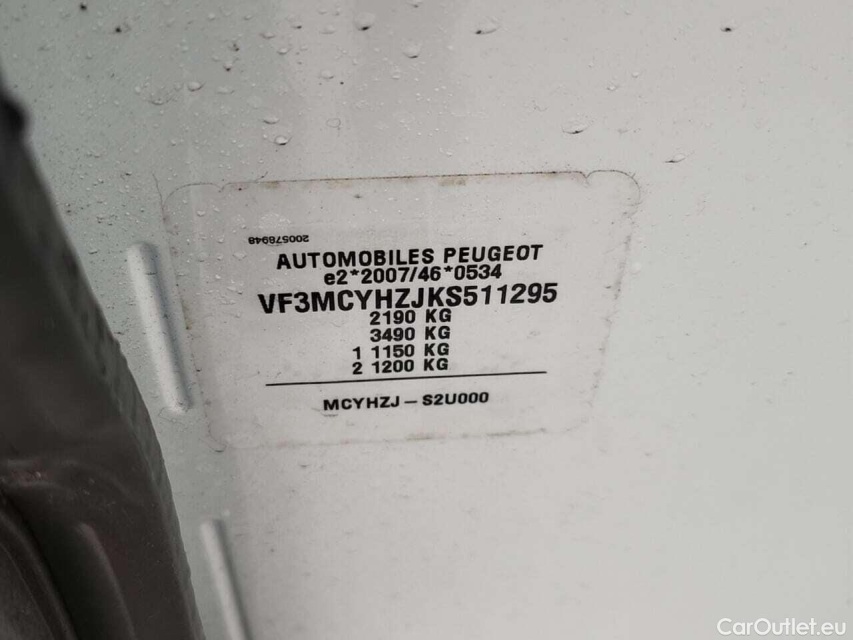 200578948
AUTOMOBILES PEUGEOT
e2*2007/46*0534
VF3MCYHZJKS511295
2190 KG
3490 KG
1 1150 KG
2 1200 KG
MCYHZJ – S2U000
CarOutlet.eu